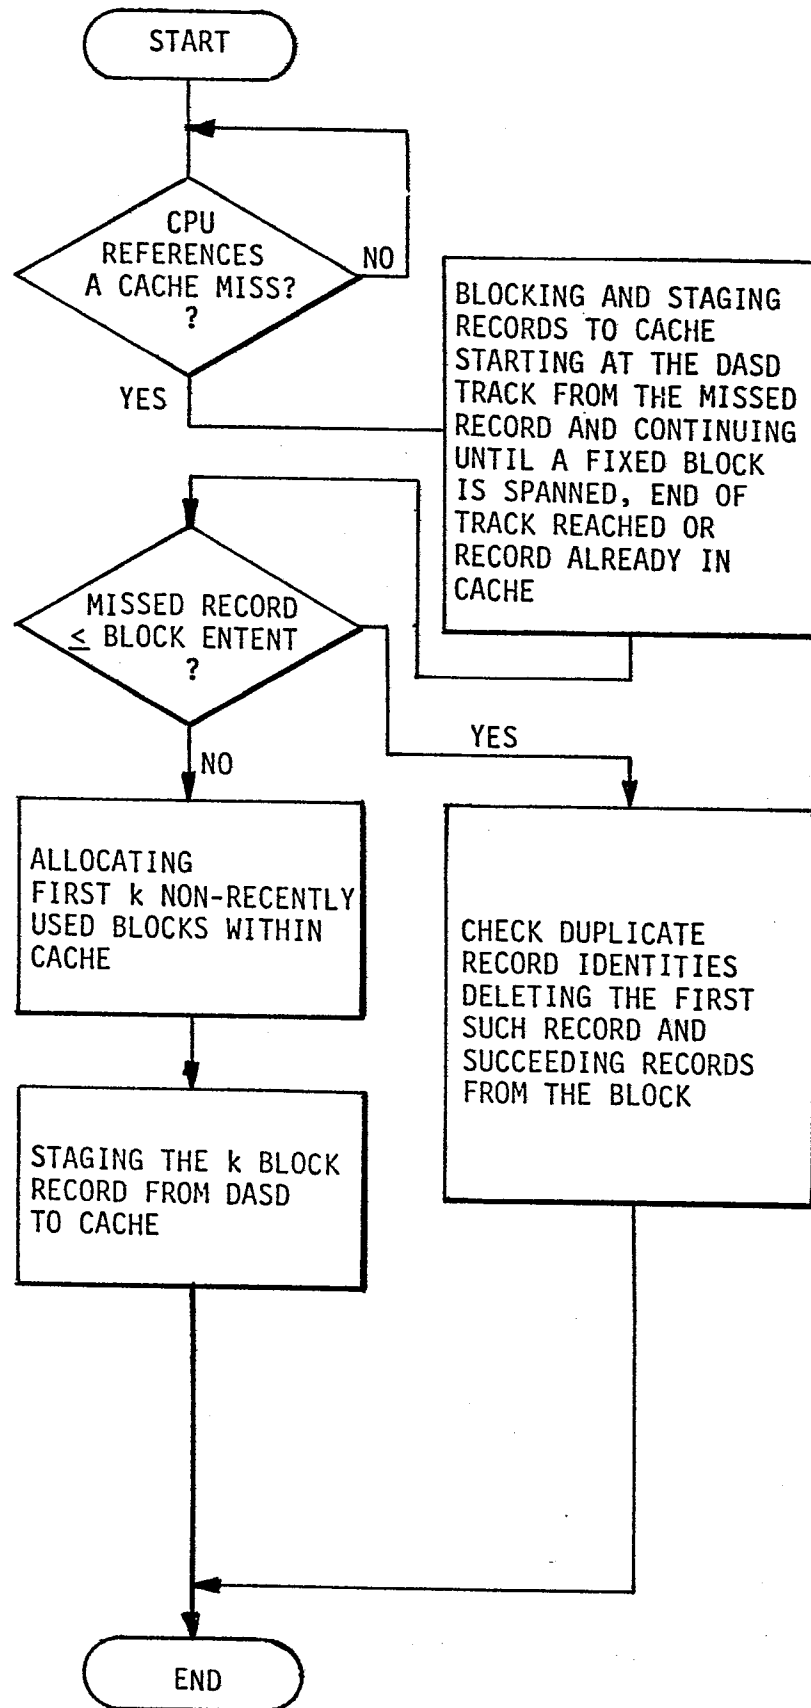 START
CPU
REFERENCES
A CACHE MISS?
?
NO
YES
BLOCKING AND STAGING
RECORDS TO CACHE
STARTING AT THE DASD
TRACK FROM THE MISSED
RECORD AND CONTINUING
UNTIL A FIXED BLOCK
IS SPANNED, END OF
TRACK REACHED OR
RECORD ALREADY IN
CACHE
MISSED RECORD
≤ BLOCK ENTENT
?
YES
NO
ALLOCATING
FIRST k NON-RECENTLY
USED BLOCKS WITHIN
CACHE
CHECK DUPLICATE
RECORD IDENTITIES
DELETING THE FIRST
SUCH RECORD AND
SUCCEEDING RECORDS
FROM THE BLOCK
STAGING THE k BLOCK
RECORD FROM DASD
TO CACHE
END